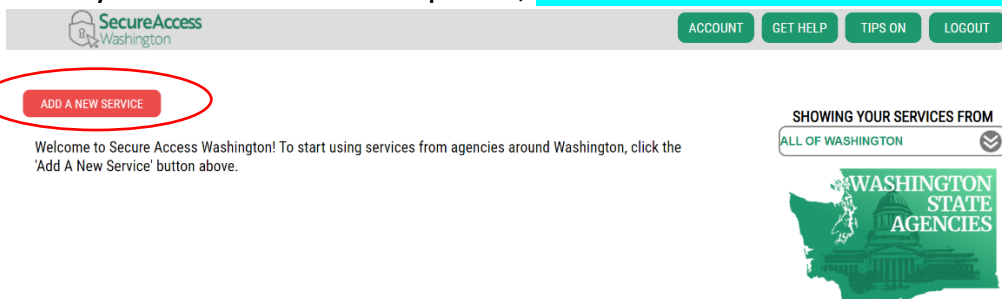 SecureAccess
Washington
ACCOUNT
GET HELP
TIPS ON
LOGOUT
ADD A NEW SERVICE
Welcome to Secure Access Washington! To start using services from agencies around Washington, click the
'Add A New Service' button above.
SHOWING YOUR SERVICES FROM
ALL OF WASHINGTON
WASHINGTON
STATE
AGENCIES